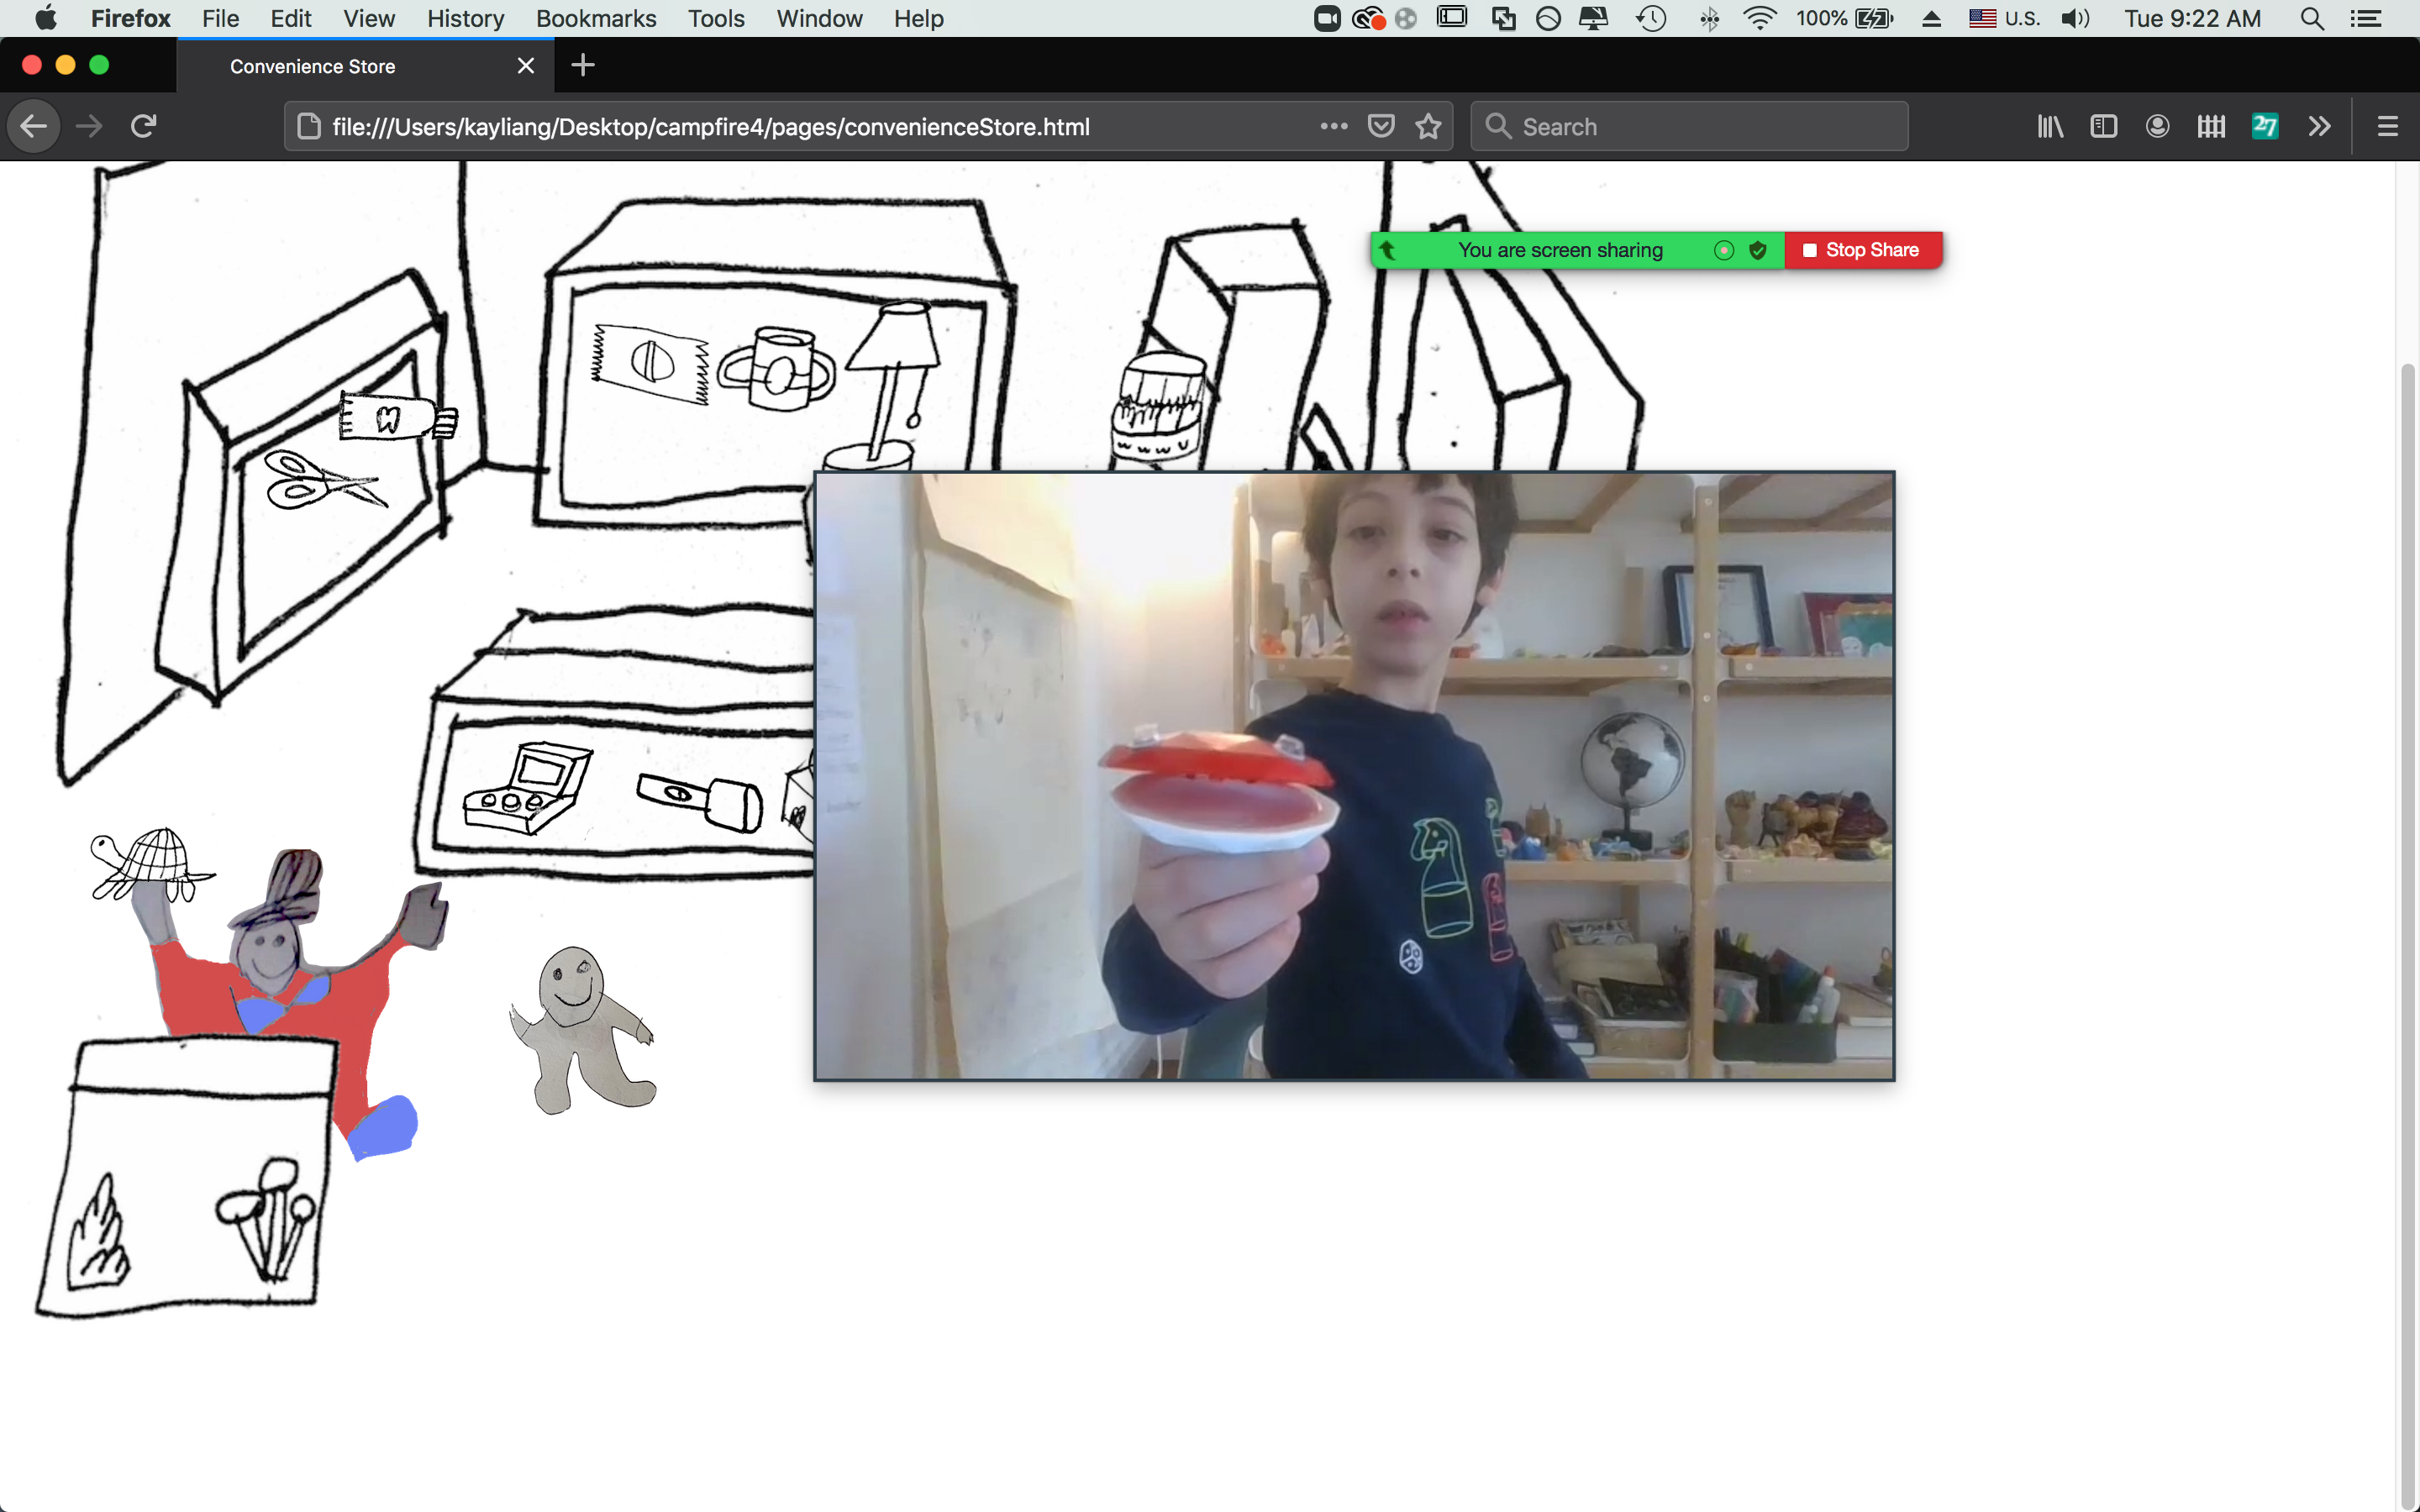 Firefox File Edit View History Bookmarks Tools Window Help 100% U.S. Tue 9:22 AM
Convenience Store
file:///Users/kayliang/Desktop/campfire4/pages/convenienceStore.html Search 27
You are screen sharing Stop Share